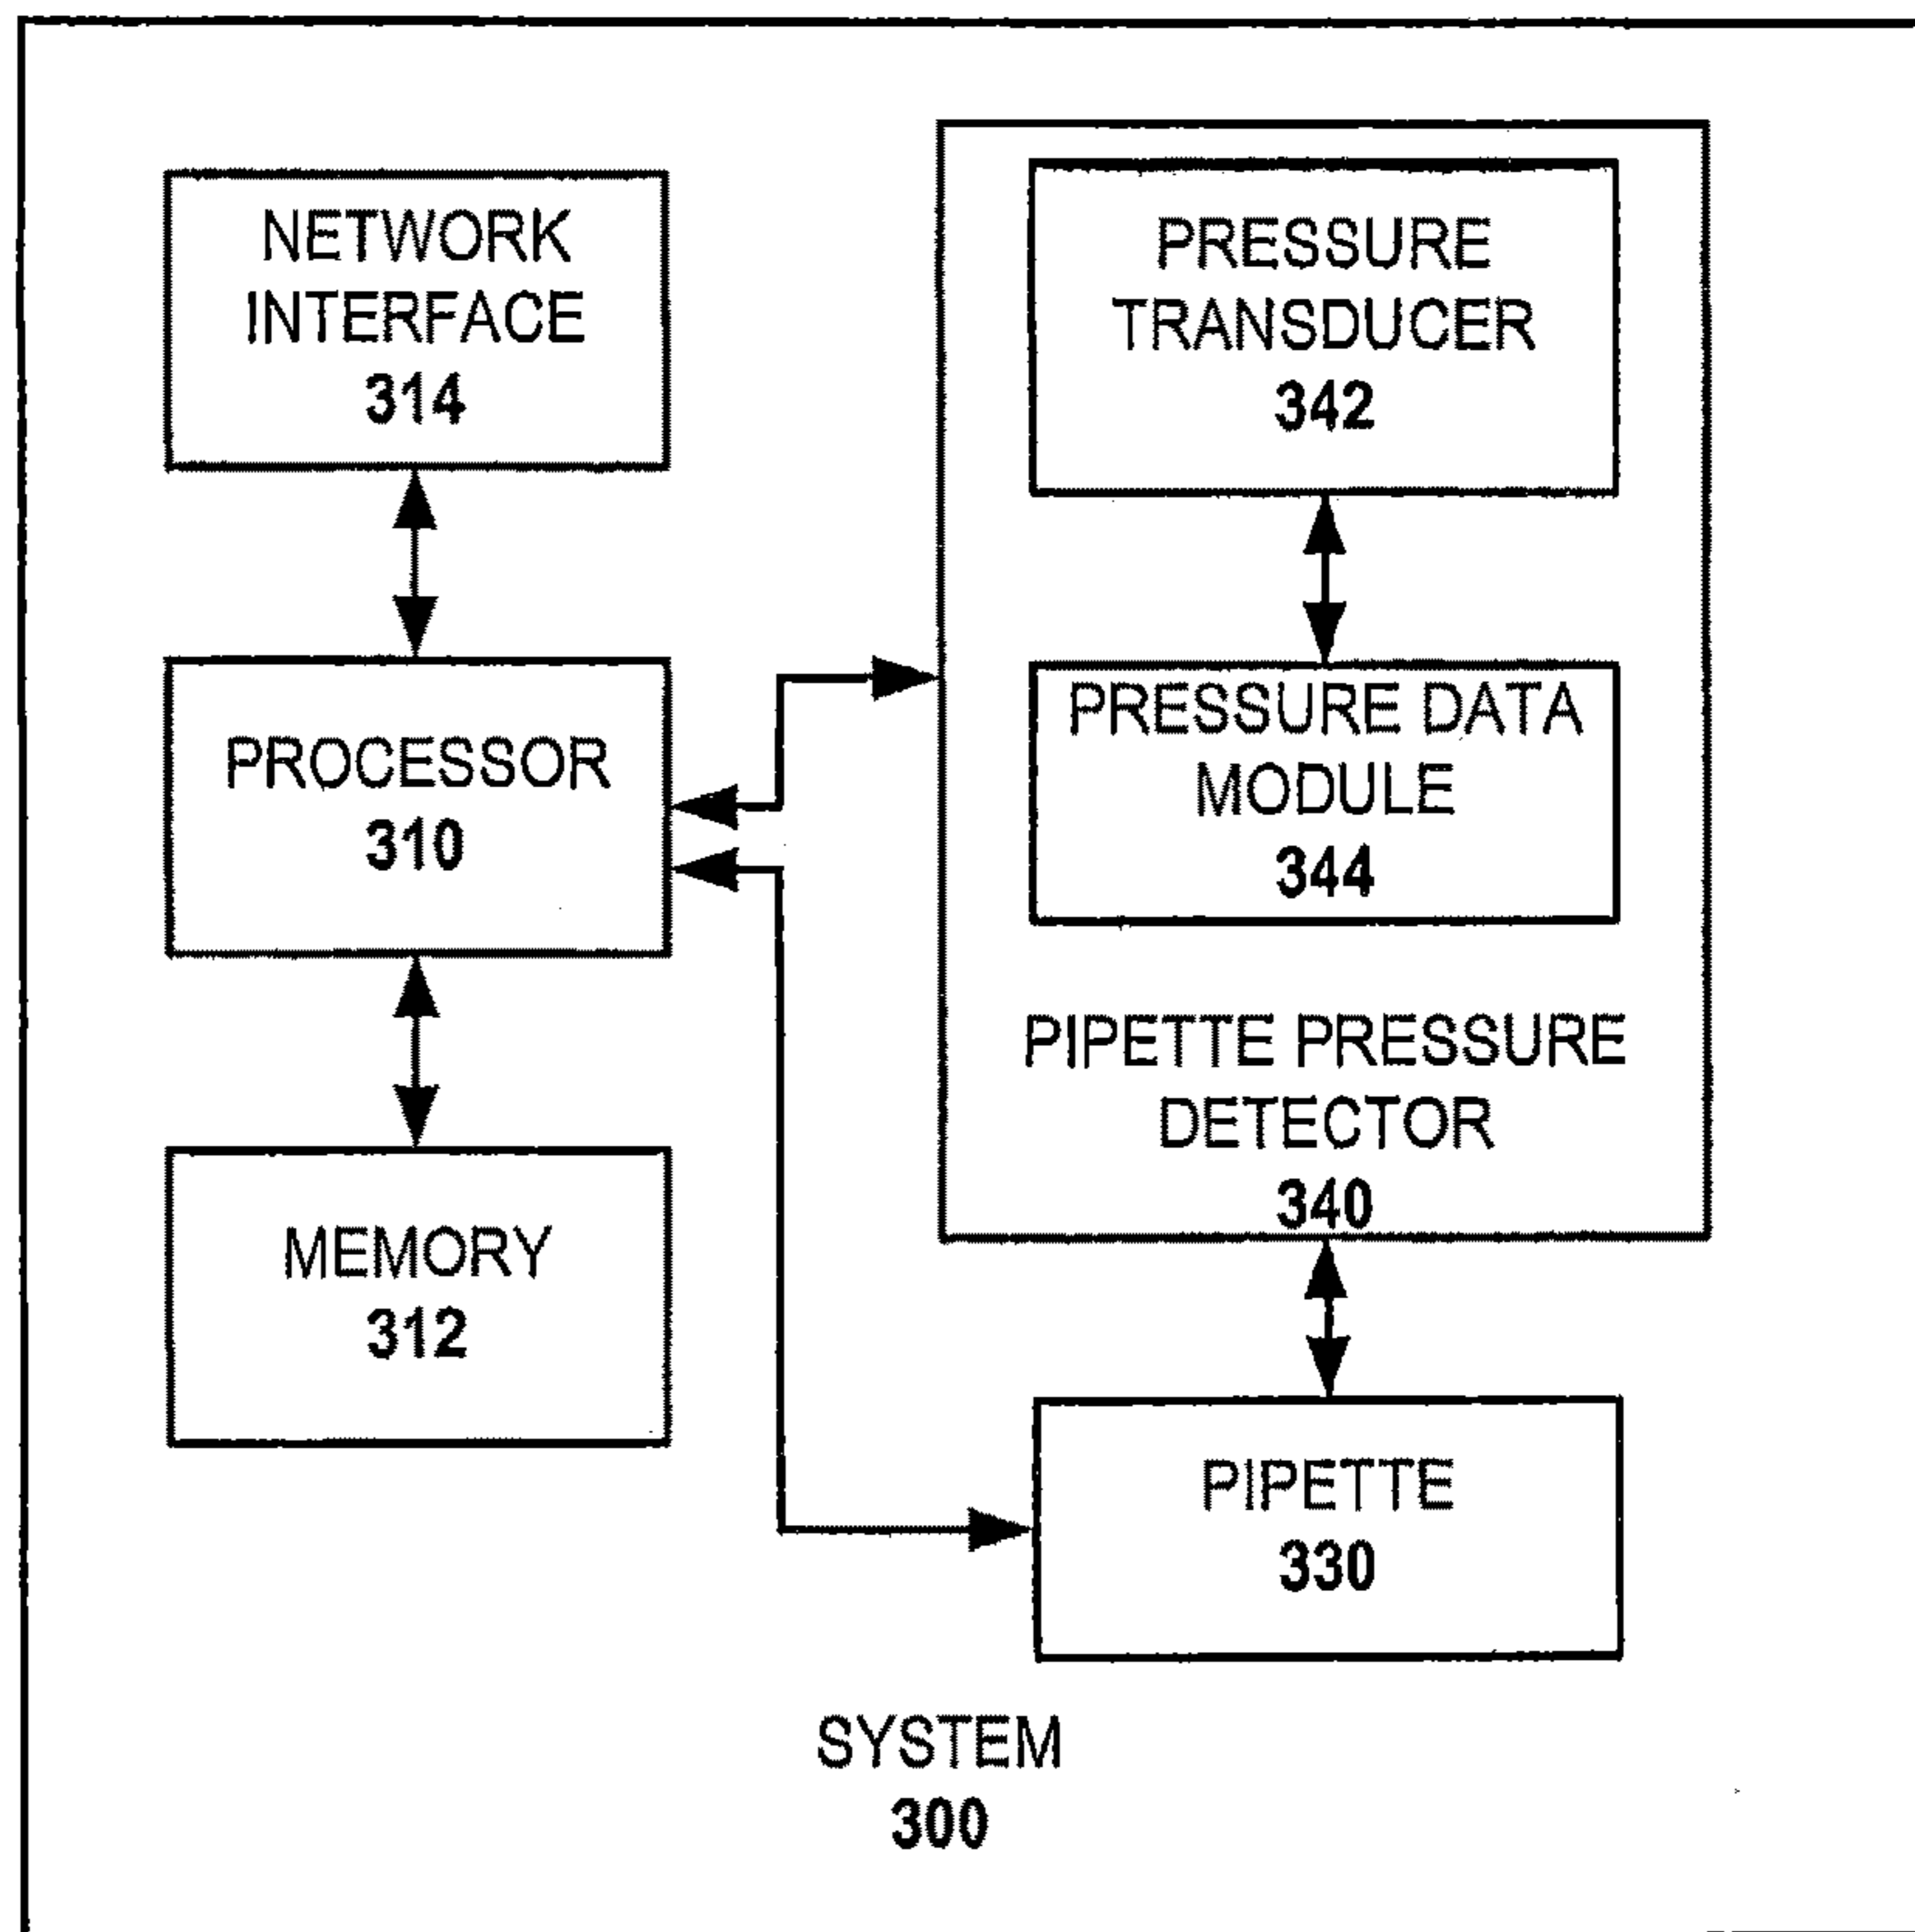 NETWORK
INTERFACE
314
PROCESSOR
310
MEMORY
312
PRESSURE
TRANSDUCER
342
PRESSURE DATA
MODULE
344
PIPETTE PRESSURE
DETECTOR
340
PIPETTE
330
SYSTEM
300